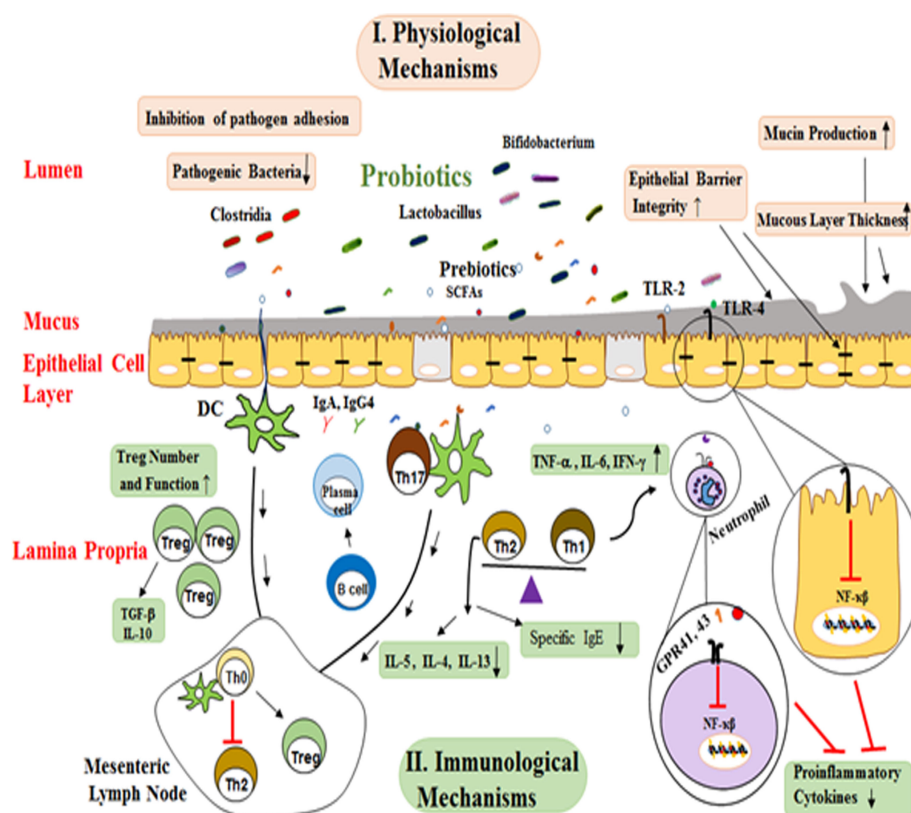 I. Physiological
Mechanisms
Inhibition of pathogen adhesion
Pathogenic Bacteria↓
Lumen
Clostridia
Probiotics
Bifidobacterium
Lactobacillus
Prebiotics
SCFAs
Epithelial Barrier
Integrity ↑
Mucin Production ↑
Mucous Layer Thickness↑
TLR-2
TLR-4
Mucus
Epithelial Cell
Layer
DC
IgA, IgG4
Treg Number
and Function ↑
Plasma
cell
Th17
TNF-α, IL-6, IFN-γ ↑
Neutrophil
Lamina Propria
Treg
Treg
Treg
B cell
Th2
Th1
TGF-β
IL-10
IL-5, IL-4, IL-13↓
Specific IgE ↓
GPR41, 43
NF-κβ
NF-κβ
Th0
Th2
Treg
Mesenteric
Lymph Node
II. Immunological
Mechanisms
Proinflammatory
Cytokines ↓